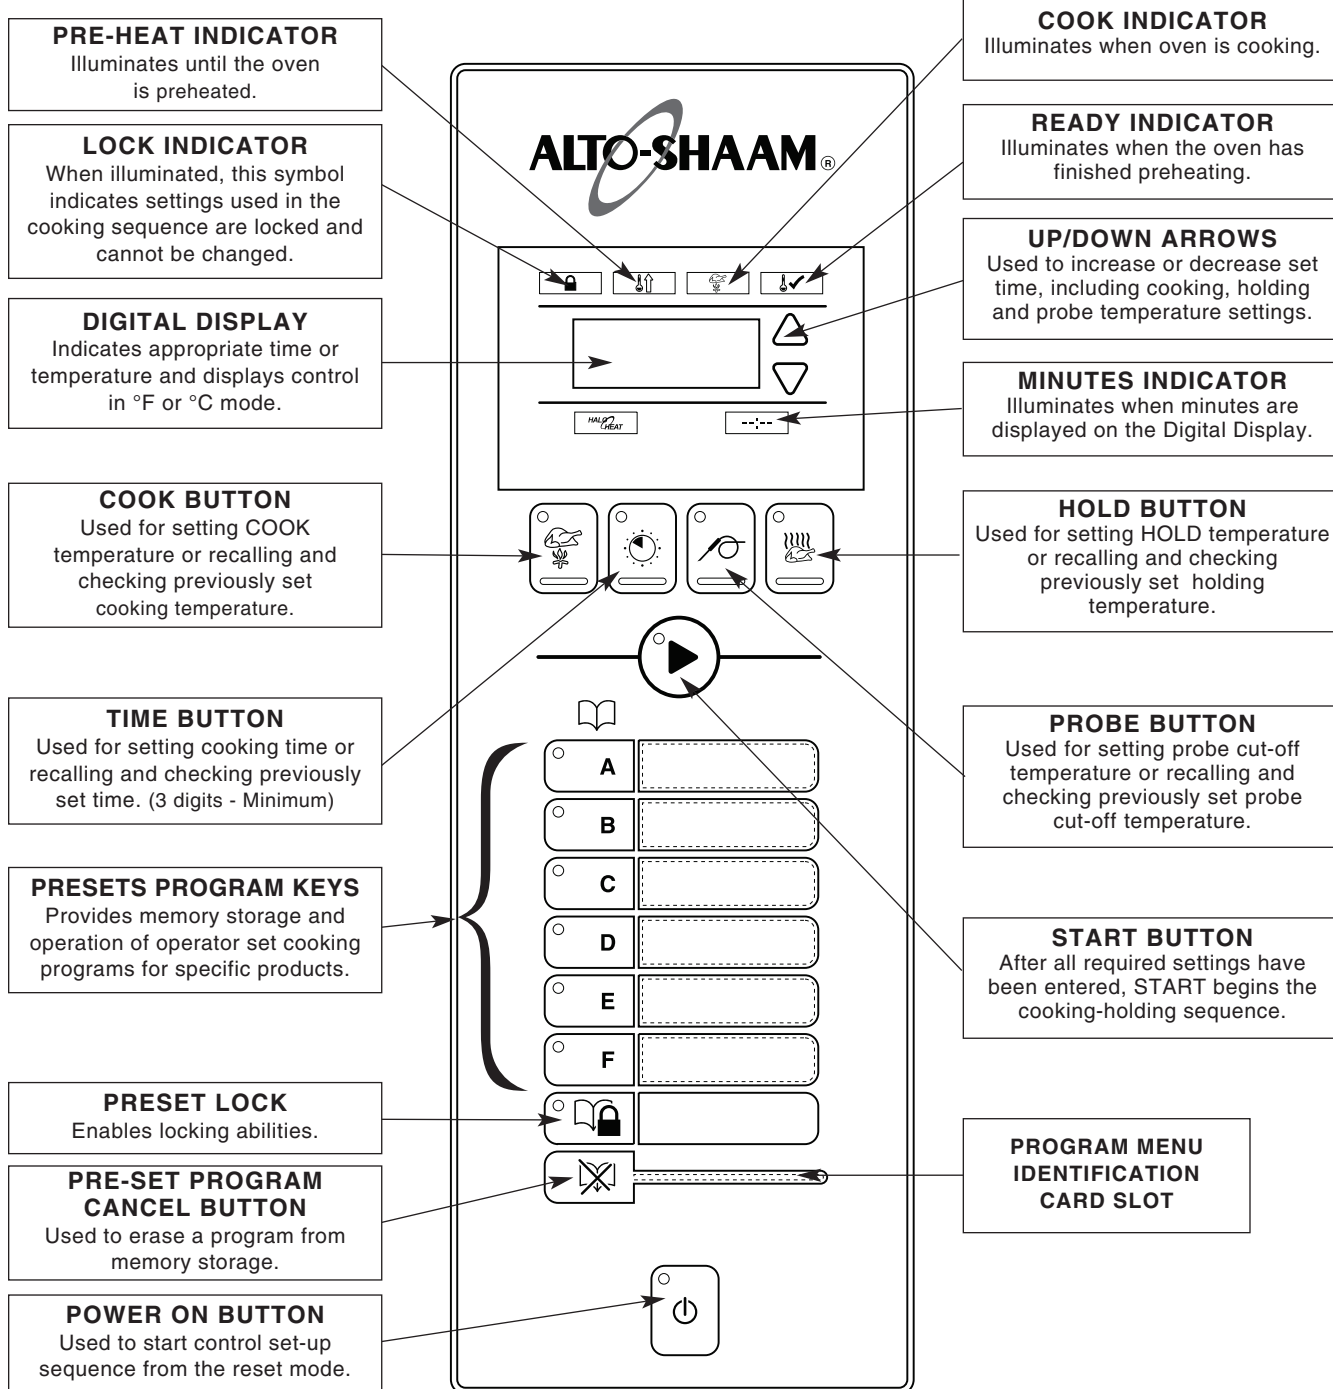 PRE-HEAT INDICATOR
Illuminates until the oven
is preheated.
LOCK INDICATOR
When illuminated, this symbol
indicates settings used in the
cooking sequence are locked and
cannot be changed.
DIGITAL DISPLAY
Indicates appropriate time or
temperature and displays control
in °F or °C mode.
COOK BUTTON
Used for setting COOK
temperature or recalling and
checking previously set
cooking temperature.
TIME BUTTON
Used for setting cooking time or
recalling and checking previously
set time. (3 digits - Minimum)
PRESETS PROGRAM KEYS
Provides memory storage and
operation of operator set cooking
programs for specific products.
PRESET LOCK
Enables locking abilities.
PRE-SET PROGRAM
CANCEL BUTTON
Used to erase a program from
memory storage.
POWER ON BUTTON
Used to start control set-up
sequence from the reset mode.
ALTO-SHAAM®
HALO HEAT
--:--
A
B
C
D
E
F
COOK INDICATOR
Illuminates when oven is cooking.
READY INDICATOR
Illuminates when the oven has
finished preheating.
UP/DOWN ARROWS
Used to increase or decrease set
time, including cooking, holding
and probe temperature settings.
MINUTES INDICATOR
Illuminates when minutes are
displayed on the Digital Display.
HOLD BUTTON
Used for setting HOLD temperature
or recalling and checking
previously set holding
temperature.
PROBE BUTTON
Used for setting probe cut-off
temperature or recalling and
checking previously set probe
cut-off temperature.
START BUTTON
After all required settings have
been entered, START begins the
cooking-holding sequence.
PROGRAM MENU
IDENTIFICATION
CARD SLOT